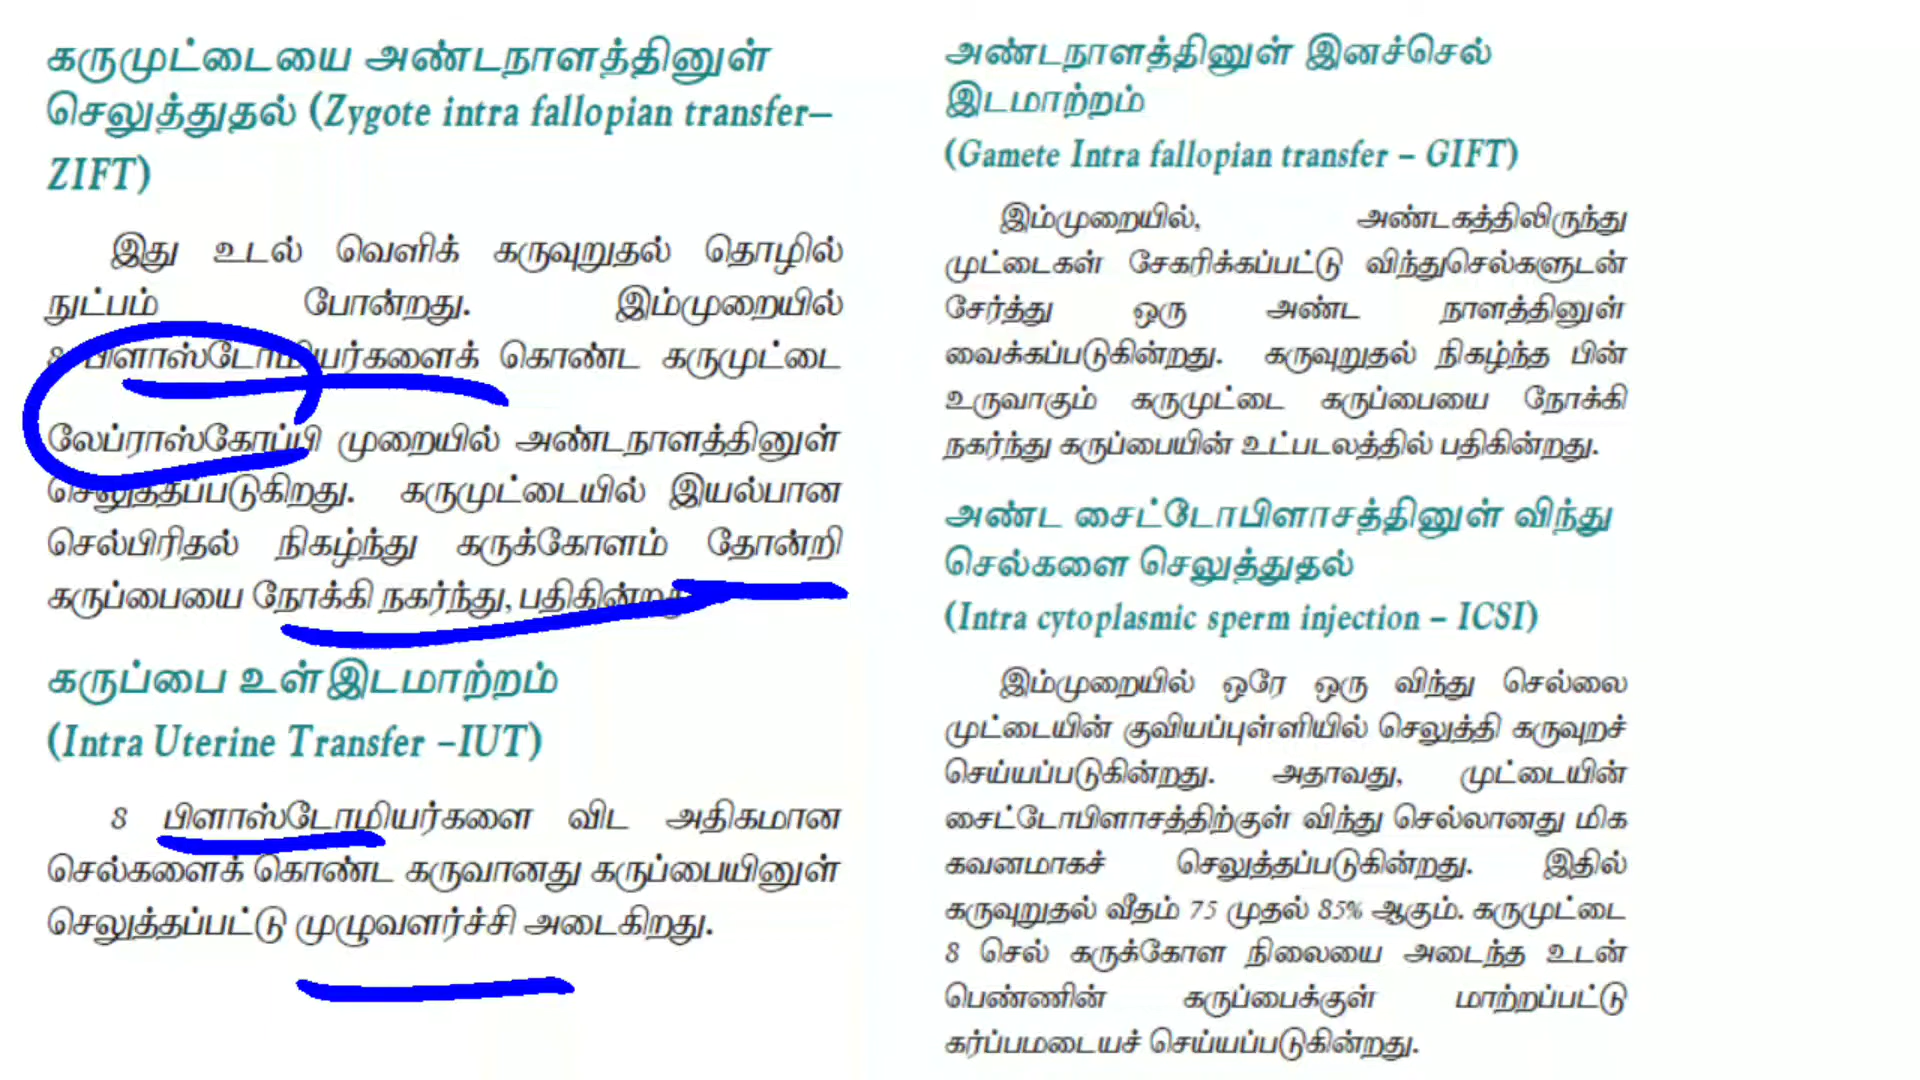 கருமுட்டையை அண்டநாளத்தினுள்
செலுத்துதல் (Zygote intra fallopian transfer–
ZIFT)
இது உடல் வெளிக் கருவுறுதல் தொழில்
நுட்பம் போன்றது. இம்முறையில்
8 பிளாஸ்டோமியர்களைக் கொண்ட கருமுட்டை
லேப்ராஸ்கோப்பி முறையில் அண்டநாளத்தினுள்
செலுத்தப்படுகிறது. கருமுட்டையில் இயல்பான
செல்பிரிதல் நிகழ்ந்து கருக்கோளம் தோன்றி
கருப்பையை நோக்கி நகர்ந்து, பதிகின்றது
கருப்பை உள்இடமாற்றம்
(Intra Uterine Transfer –IUT)
8 பிளாஸ்டோமியர்களை விட அதிகமான
செல்களைக் கொண்ட கருவானது கருப்பையினுள்
செலுத்தப்பட்டு முழுவளர்ச்சி அடைகிறது.
அண்டநாளத்தினுள் இனச்செல்
இடமாற்றம்
(Gamete Intra fallopian transfer – GIFT)
இம்முறையில், அண்டகத்திலிருந்து
முட்டைகள் சேகரிக்கப்பட்டு விந்துசெல்களுடன்
சேர்த்து ஒரு அண்ட நாளத்தினுள்
வைக்கப்படுகின்றது. கருவுறுதல் நிகழ்ந்த பின்
உருவாகும் கருமுட்டை கருப்பையை நோக்கி
நகர்ந்து கருப்பையின் உட்படலத்தில் பதிகின்றது.
அண்ட சைட்டோபிளாசத்தினுள் விந்து
செல்களை செலுத்துதல்
(Intra cytoplasmic sperm injection – ICSI)
இம்முறையில் ஒரே ஒரு விந்து செல்லை
முட்டையின் குவியப்புள்ளியில் செலுத்தி கருவுறச்
செய்யப்படுகின்றது. அதாவது, முட்டையின்
சைட்டோபிளாசத்திற்குள் விந்து செல்லானது மிக
கவனமாகச் செலுத்தப்படுகின்றது. இதில்
கருவுறுதல் வீதம் 75 முதல் 85% ஆகும். கருமுட்டை
8 செல் கருக்கோள நிலையை அடைந்த உடன்
பெண்ணின் கருப்பைக்குள் மாற்றப்பட்டு
கர்ப்பமடையச் செய்யப்படுகின்றது.